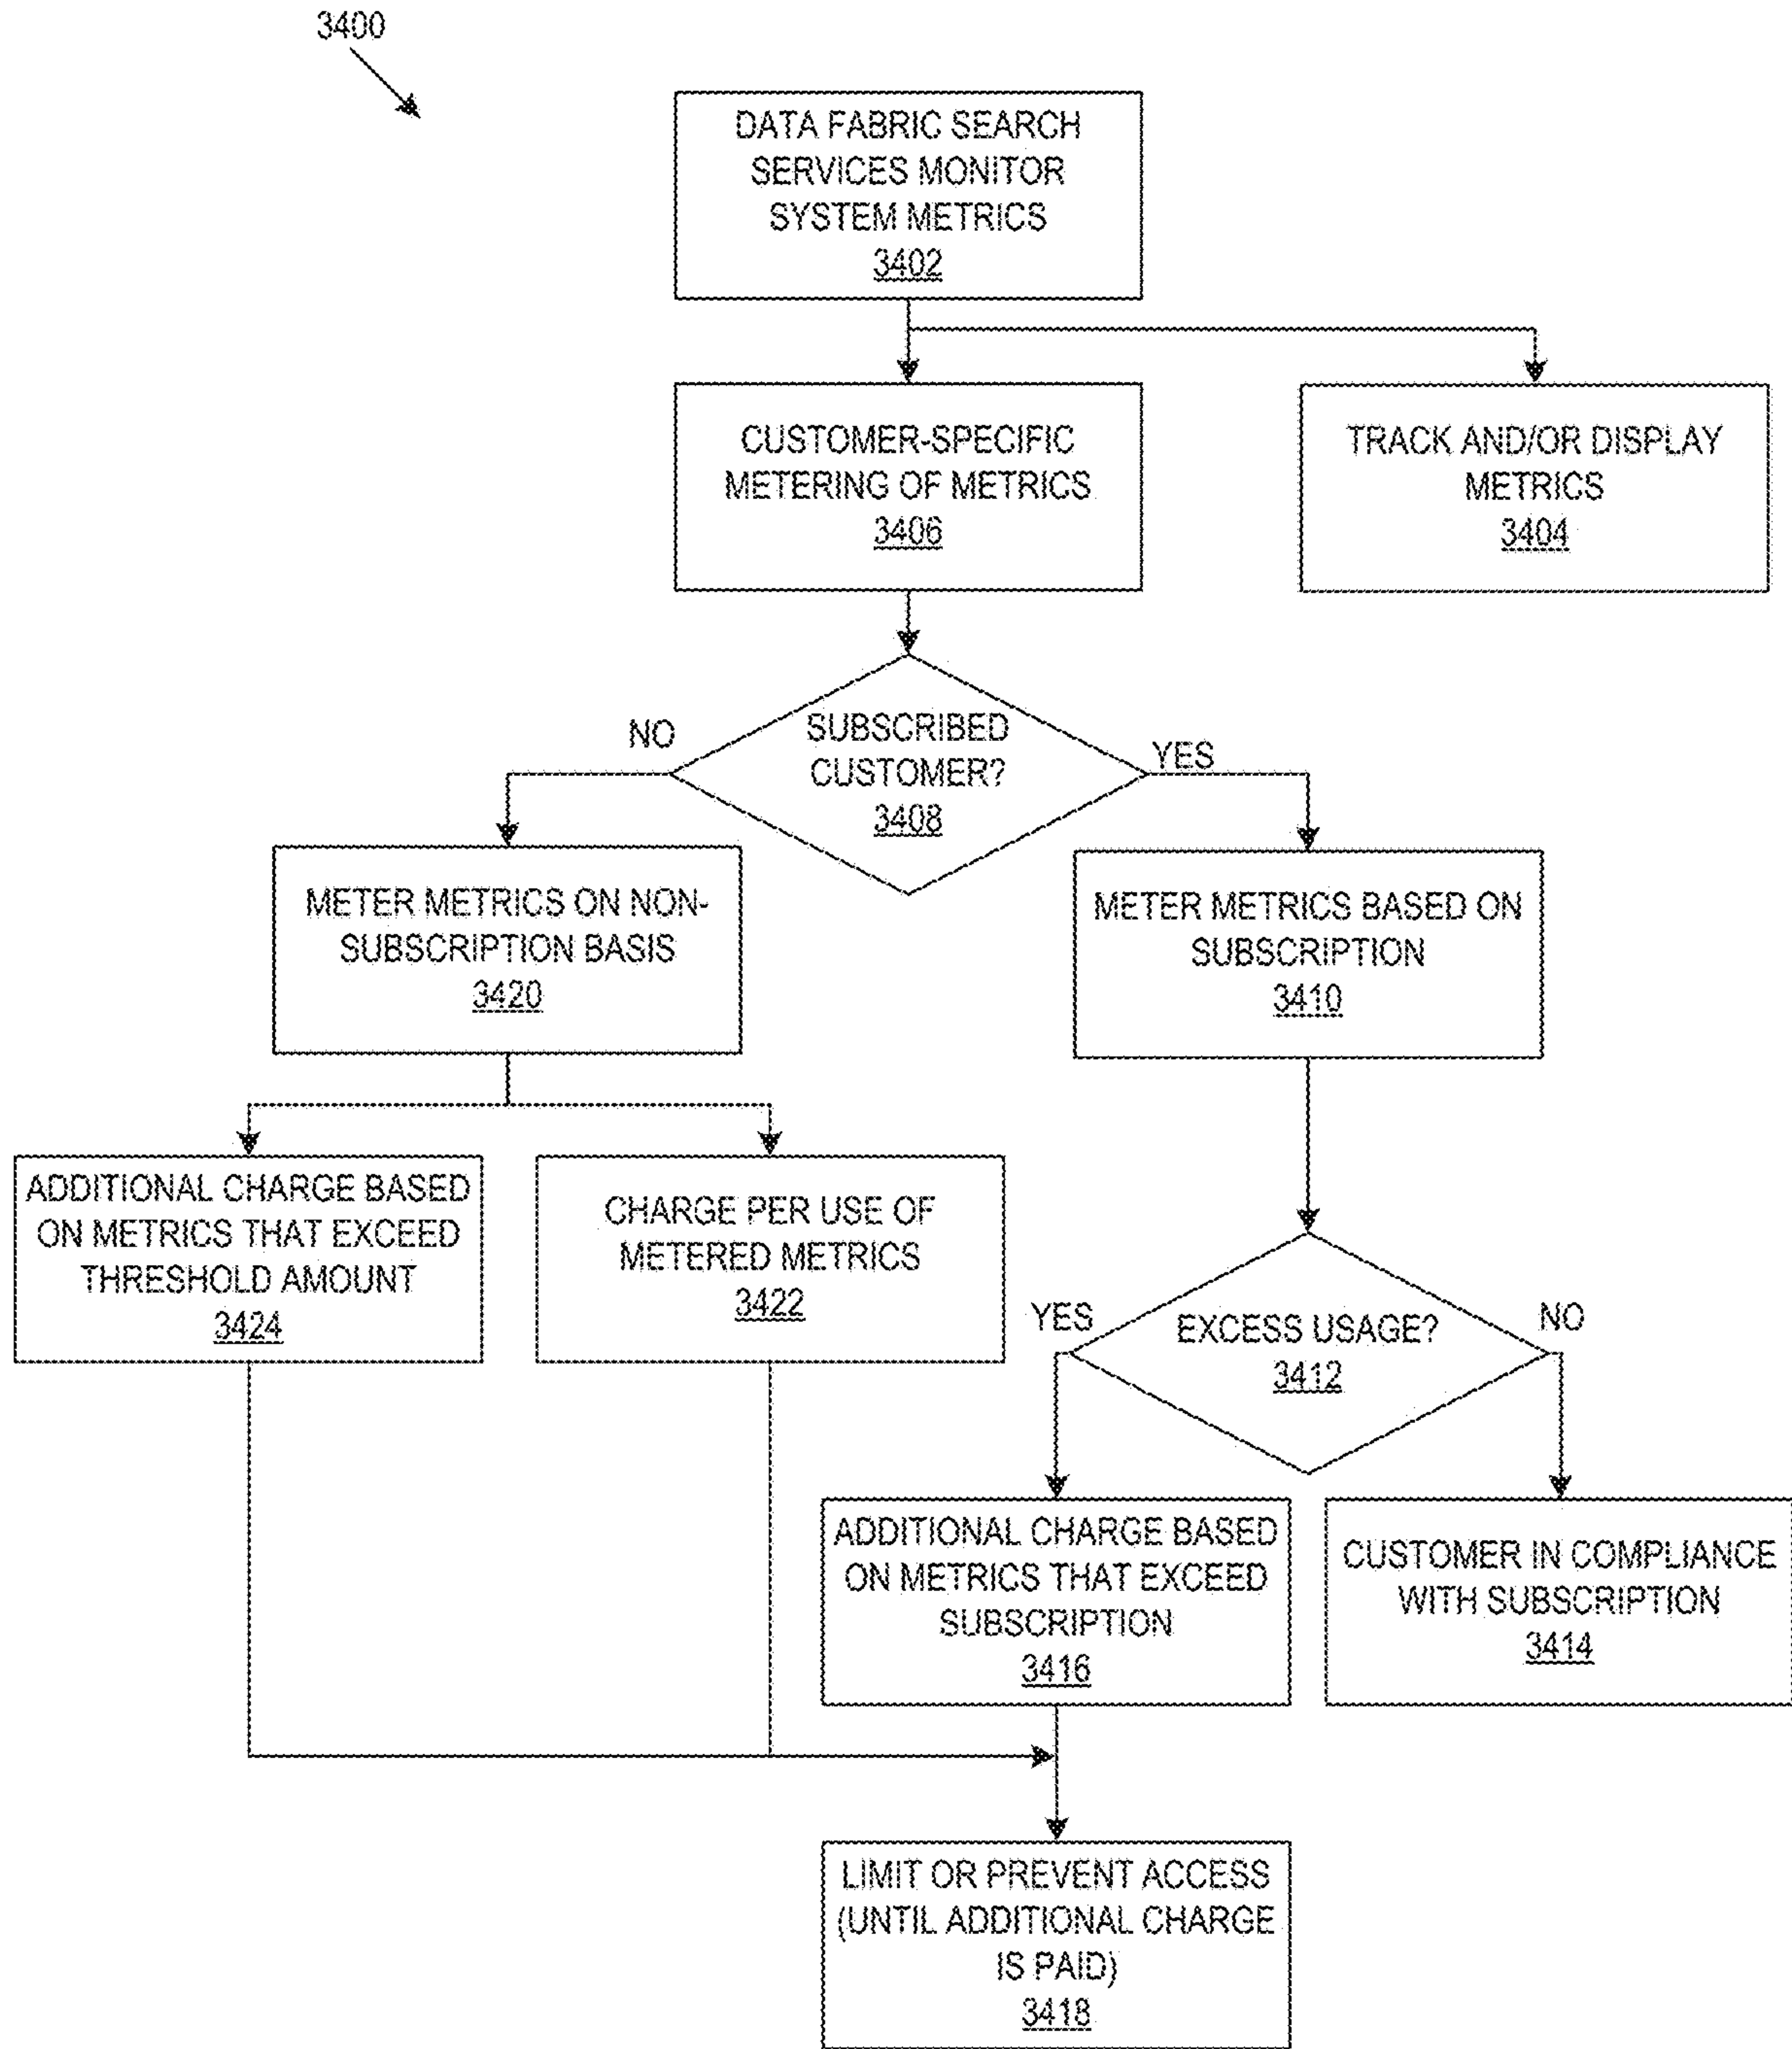 3400
DATA FABRIC SEARCH
SERVICES MONITOR
SYSTEM METRICS
3402
CUSTOMER-SPECIFIC
METERING OF METRICS
3406
TRACK AND/OR DISPLAY
METRICS
3404
NO
SUBSCRIBED
CUSTOMER?
3408
YES
METER METRICS ON NON-
SUBSCRIPTION BASIS
3420
METER METRICS BASED ON
SUBSCRIPTION
3410
ADDITIONAL CHARGE BASED
ON METRICS THAT EXCEED
THRESHOLD AMOUNT
3424
CHARGE PER USE OF
METERED METRICS
3422
YES
EXCESS USAGE?
3412
NO
ADDITIONAL CHARGE BASED
ON METRICS THAT EXCEED
SUBSCRIPTION
3416
CUSTOMER IN COMPLIANCE
WITH SUBSCRIPTION
3414
LIMIT OR PREVENT ACCESS
(UNTIL ADDITIONAL CHARGE
IS PAID)
3418